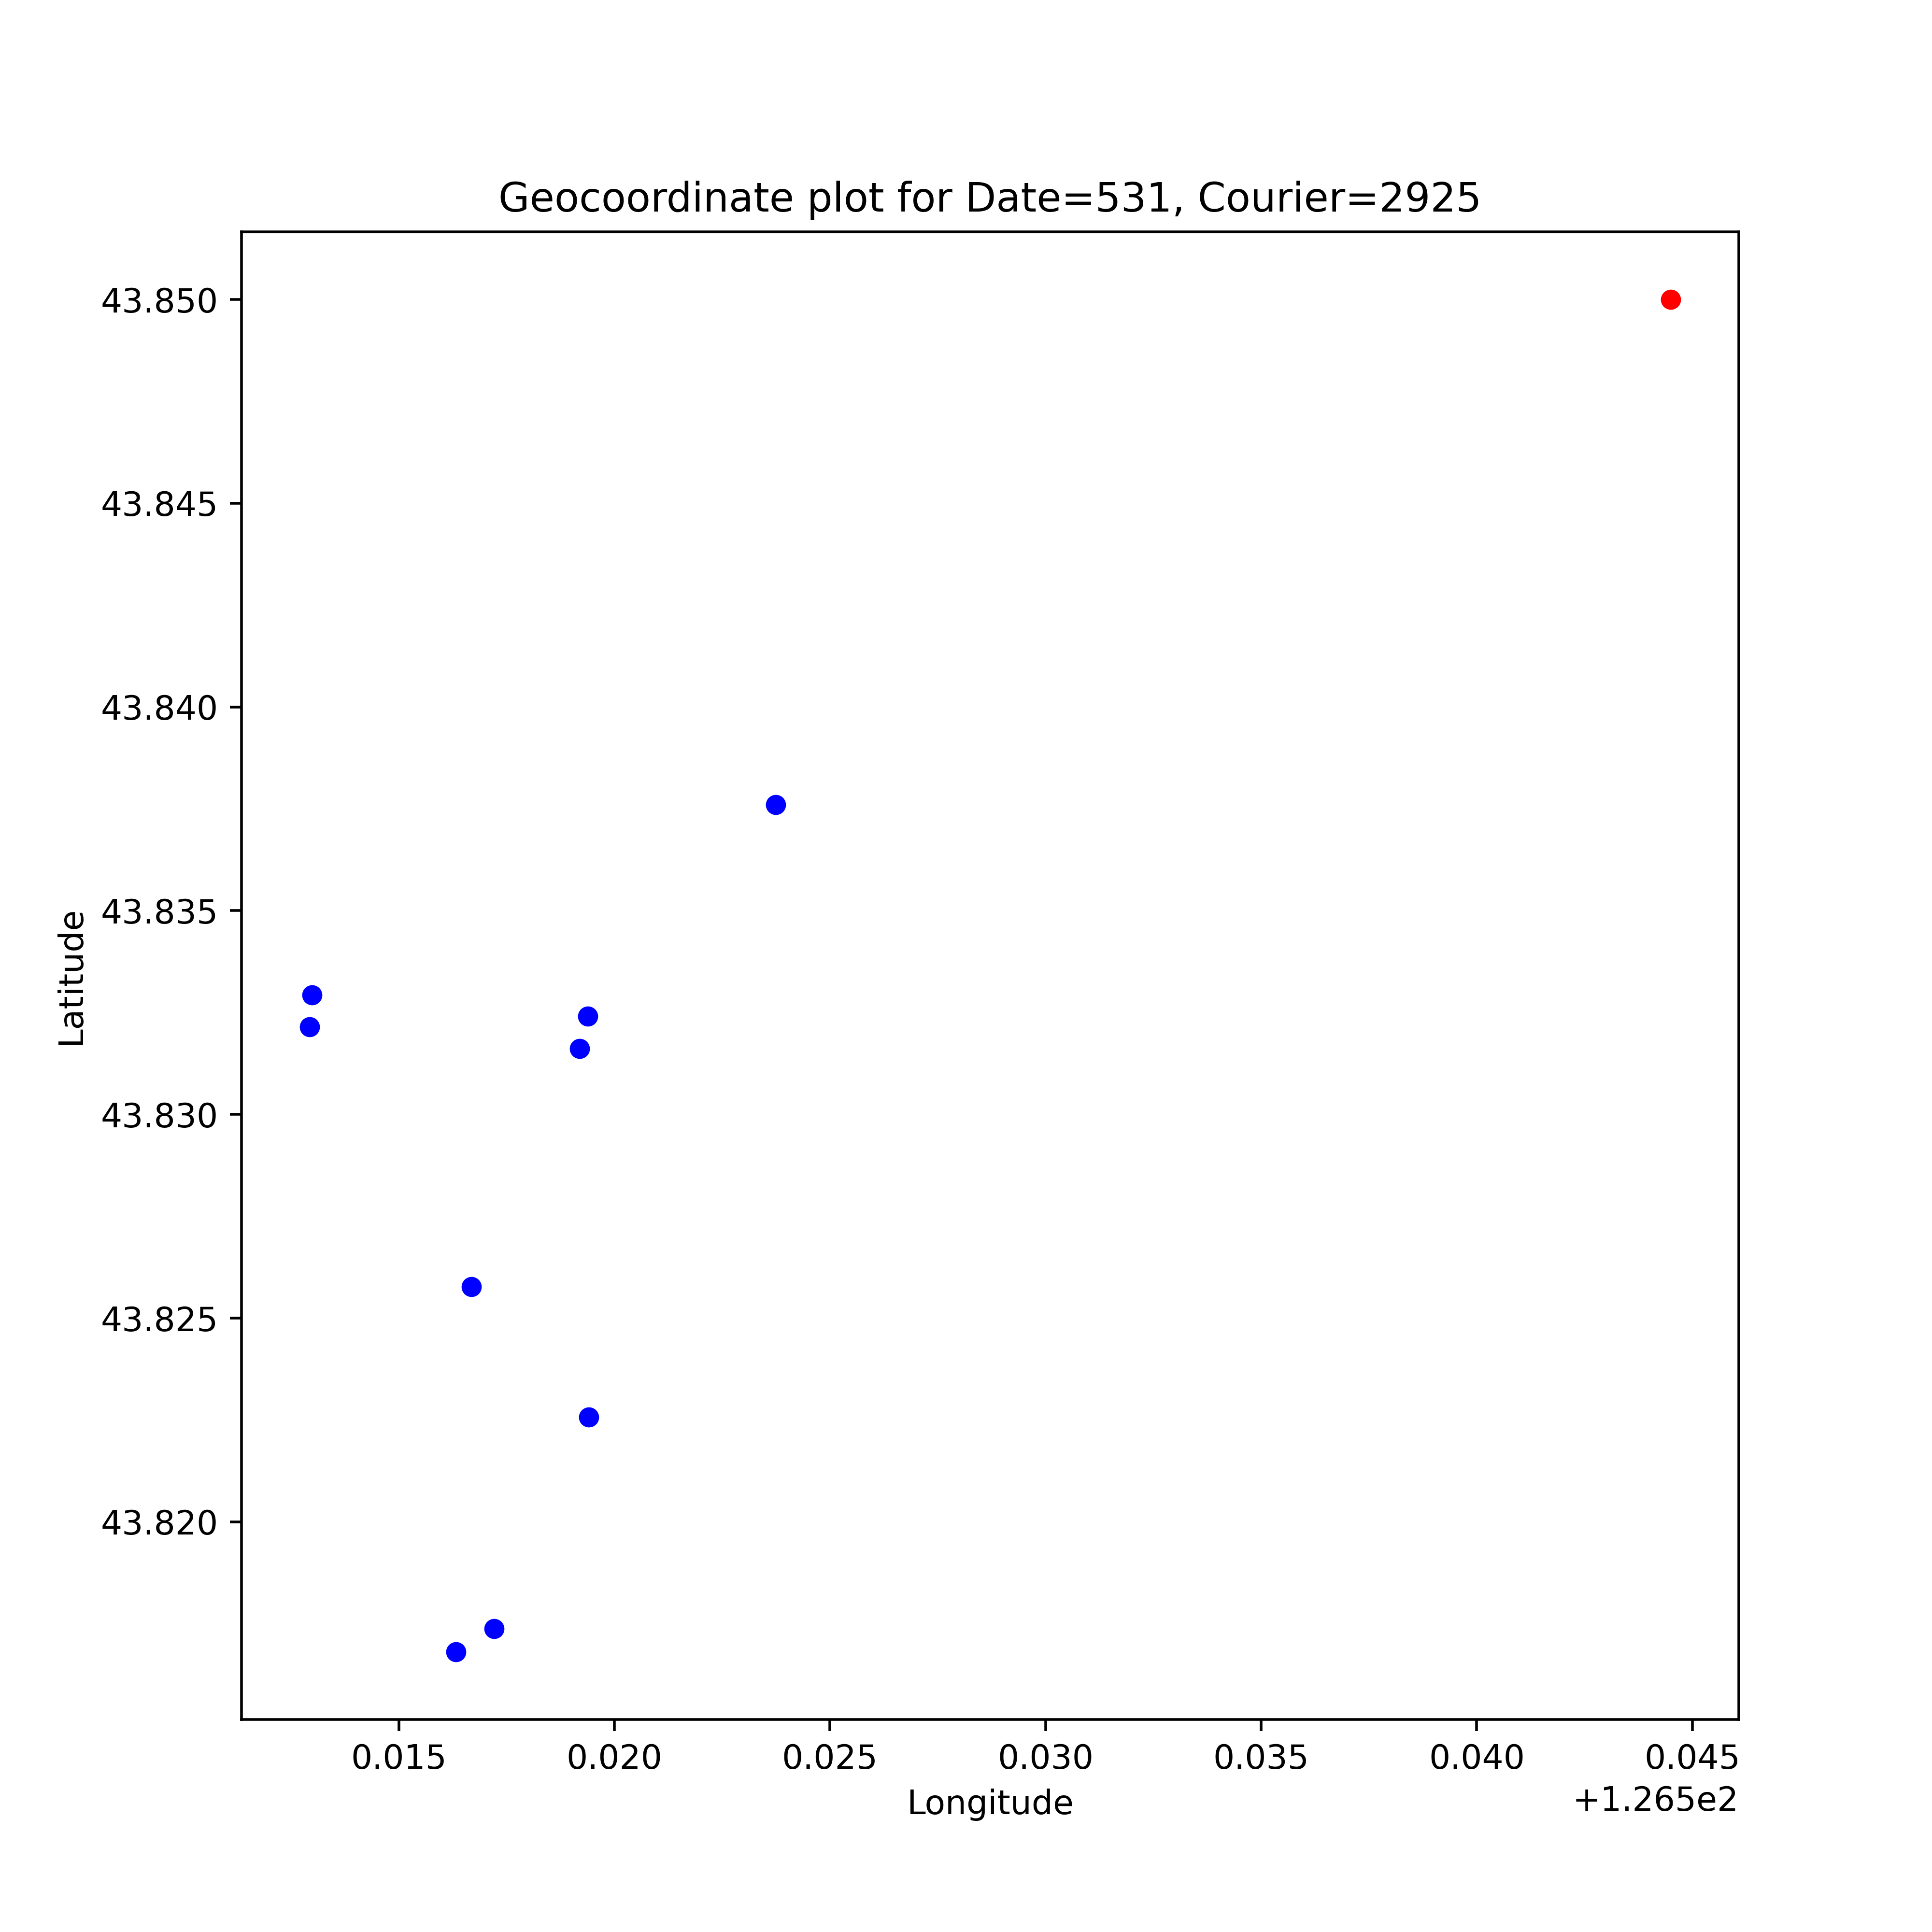 Geocoordinate plot for Date=531, Courier=2925
43.850
43.845
43.840
43.835
43.830
43.825
43.820
Latitude
0.015 0.020 0.025 0.030 0.035 0.040 0.045
+1.265e2
Longitude